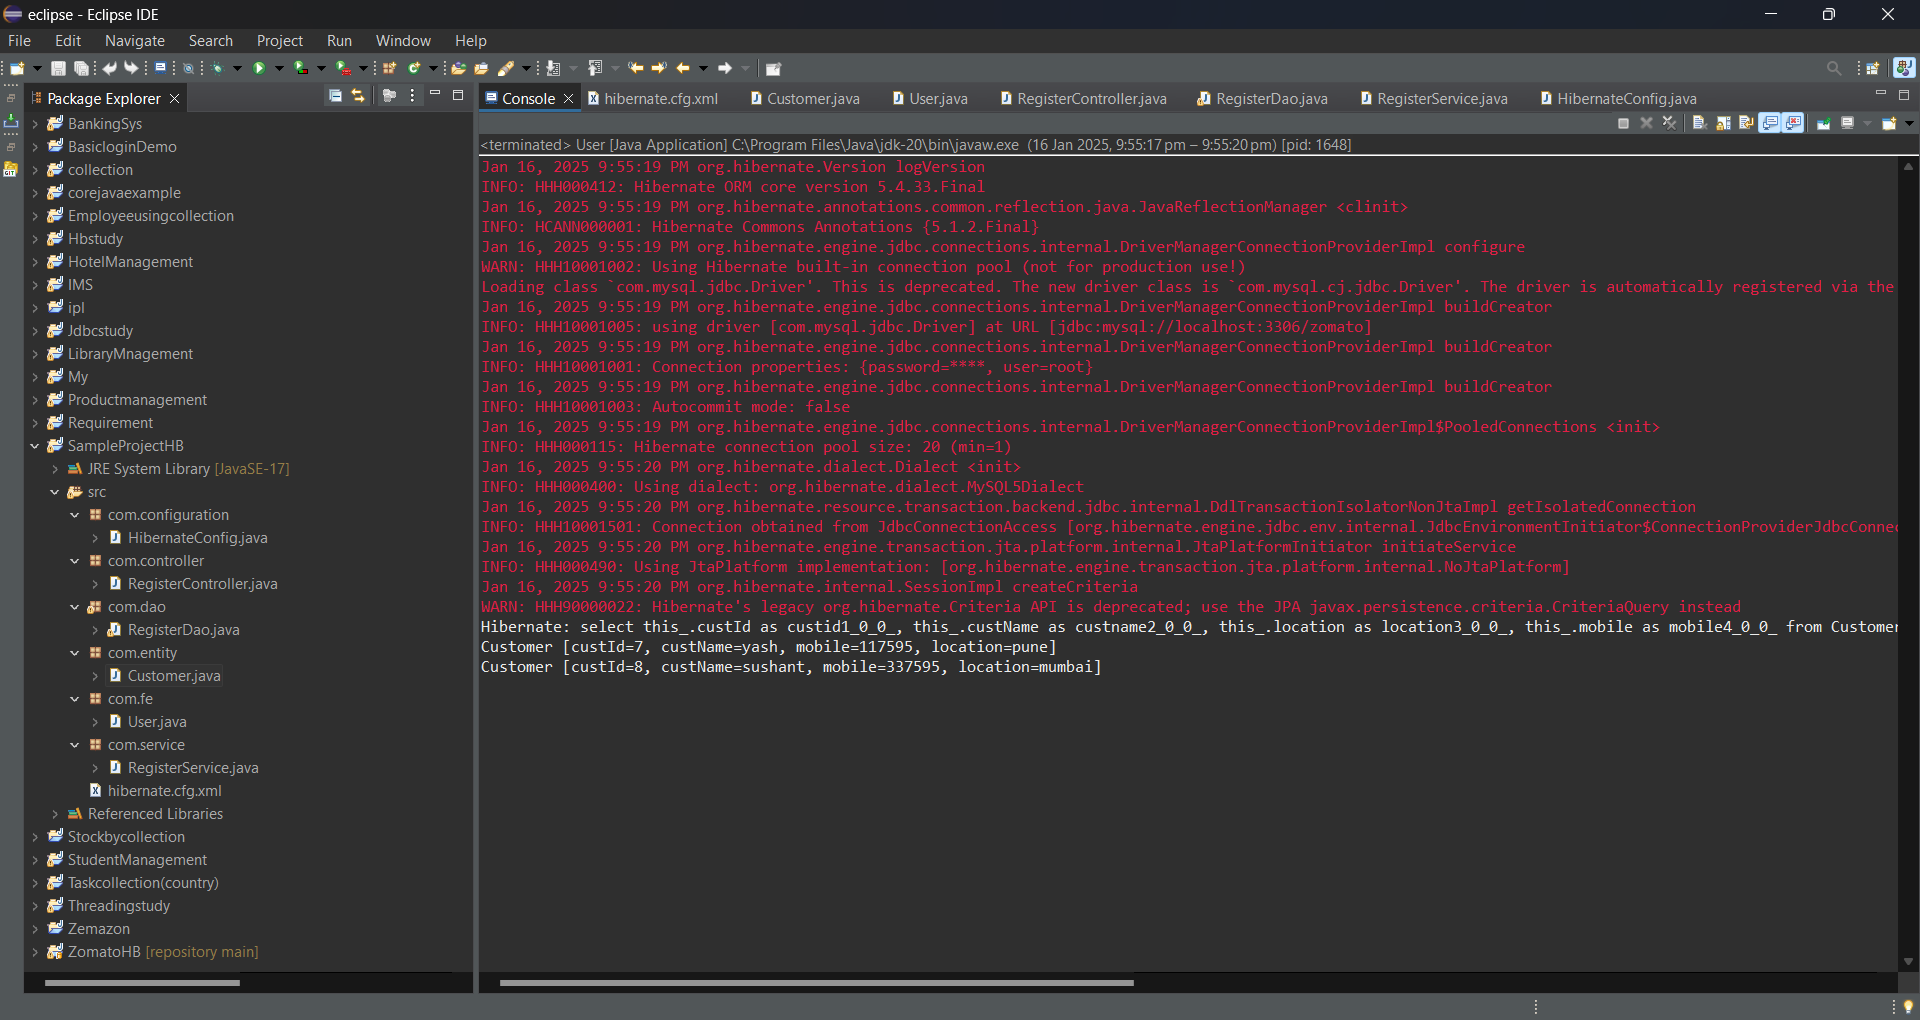 eclipse - Eclipse IDE
File Edit Navigate Search Project Run Window Help
Package Explorer
BankingSys
BasicloginDemo
collection
corejavaexample
Employeeusingcollection
Hbstudy
HotelManagement
IMS
ipl
Jdbcstudy
LibraryMnagement
My
Productmanagement
Requirement
SampleProjectHB
JRE System Library [JavaSE-17]
src
com.configuration
HibernateConfig.java
com.controller
RegisterController.java
com.dao
RegisterDao.java
com.entity
Customer.java
com.fe
User.java
com.service
RegisterService.java
hibernate.cfg.xml
Referenced Libraries
Stockbycollection
StudentManagement
Taskcollection(country)
Threadingstudy
Zemazon
ZomatoHB [repository main]
Console hibernate.cfg.xml Customer.java User.java RegisterController.java RegisterDao.java RegisterService.java HibernateConfig.java
<terminated> User [Java Application] C:\Program Files\Java\jdk-20\bin\javaw.exe (16 Jan 2025, 9:55:17 pm – 9:55:20 pm) [pid: 1648]
Jan 16, 2025 9:55:19 PM org.hibernate.Version logVersion
INFO: HHH000412: Hibernate ORM core version 5.4.33.Final
Jan 16, 2025 9:55:19 PM org.hibernate.annotations.common.reflection.java.JavaReflectionManager <clinit>
INFO: HCANN000001: Hibernate Commons Annotations {5.1.2.Final}
Jan 16, 2025 9:55:19 PM org.hibernate.engine.jdbc.connections.internal.DriverManagerConnectionProviderImpl configure
WARN: HHH10001002: Using Hibernate built-in connection pool (not for production use!)
Loading class `com.mysql.jdbc.Driver'. This is deprecated. The new driver class is `com.mysql.cj.jdbc.Driver'. The driver is automatically registered via the
Jan 16, 2025 9:55:19 PM org.hibernate.engine.jdbc.connections.internal.DriverManagerConnectionProviderImpl buildCreator
INFO: HHH10001005: using driver [com.mysql.jdbc.Driver] at URL [jdbc:mysql://localhost:3306/zomato]
Jan 16, 2025 9:55:19 PM org.hibernate.engine.jdbc.connections.internal.DriverManagerConnectionProviderImpl buildCreator
INFO: HHH10001001: Connection properties: {password=****, user=root}
Jan 16, 2025 9:55:19 PM org.hibernate.engine.jdbc.connections.internal.DriverManagerConnectionProviderImpl buildCreator
INFO: HHH10001003: Autocommit mode: false
Jan 16, 2025 9:55:19 PM org.hibernate.engine.jdbc.connections.internal.DriverManagerConnectionProviderImpl$PooledConnections <init>
INFO: HHH000115: Hibernate connection pool size: 20 (min=1)
Jan 16, 2025 9:55:20 PM org.hibernate.dialect.Dialect <init>
INFO: HHH000400: Using dialect: org.hibernate.dialect.MySQL5Dialect
Jan 16, 2025 9:55:20 PM org.hibernate.resource.transaction.backend.jdbc.internal.DdlTransactionIsolatorNonJtaImpl getIsolatedConnection
INFO: HHH10001501: Connection obtained from JdbcConnectionAccess [org.hibernate.engine.jdbc.env.internal.JdbcEnvironmentInitiator$ConnectionProviderJdbcConnec
Jan 16, 2025 9:55:20 PM org.hibernate.engine.transaction.jta.platform.internal.JtaPlatformInitiator initiateService
INFO: HHH000490: Using JtaPlatform implementation: [org.hibernate.engine.transaction.jta.platform.internal.NoJtaPlatform]
Jan 16, 2025 9:55:20 PM org.hibernate.internal.SessionImpl createCriteria
WARN: HHH90000022: Hibernate's legacy org.hibernate.Criteria API is deprecated; use the JPA javax.persistence.criteria.CriteriaQuery instead
Hibernate: select this_.custId as custid1_0_0_, this_.custName as custname2_0_0_, this_.location as location3_0_0_, this_.mobile as mobile4_0_0_ from Customer
Customer [custId=7, custName=yash, mobile=117595, location=pune]
Customer [custId=8, custName=sushant, mobile=337595, location=mumbai]